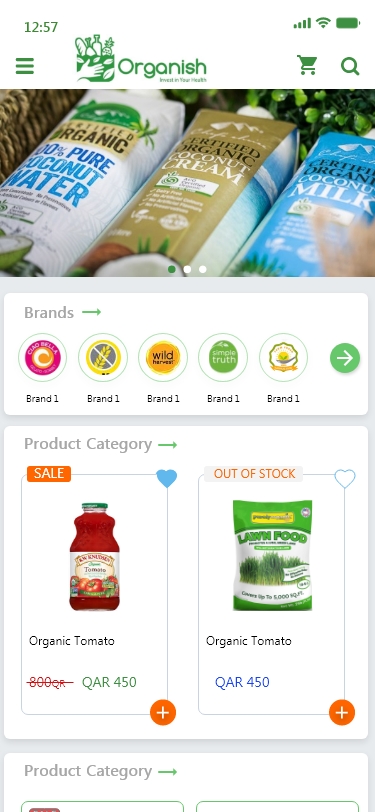 12:57
Organish
Invest in Your Health
CERTIFIED
ORGANIC
100% PURE
COCONUT
WATER
CERTIFIED
ORGANIC
COCONUT
CREAM
COCONUT
MILK
Brands
CIAO BELLA
wild
harvest
simple
truth
Brand 1
Brand 1
Brand 1
Brand 1
Brand 1
Product Category
SALE
OUT OF STOCK
R.W. KNUDSEN
Organic
Tomato
LAWN FOOD
Covers Up To 5,000 SQ.FT.
Organic Tomato
Organic Tomato
800QR
QAR 450
QAR 450
Product Category